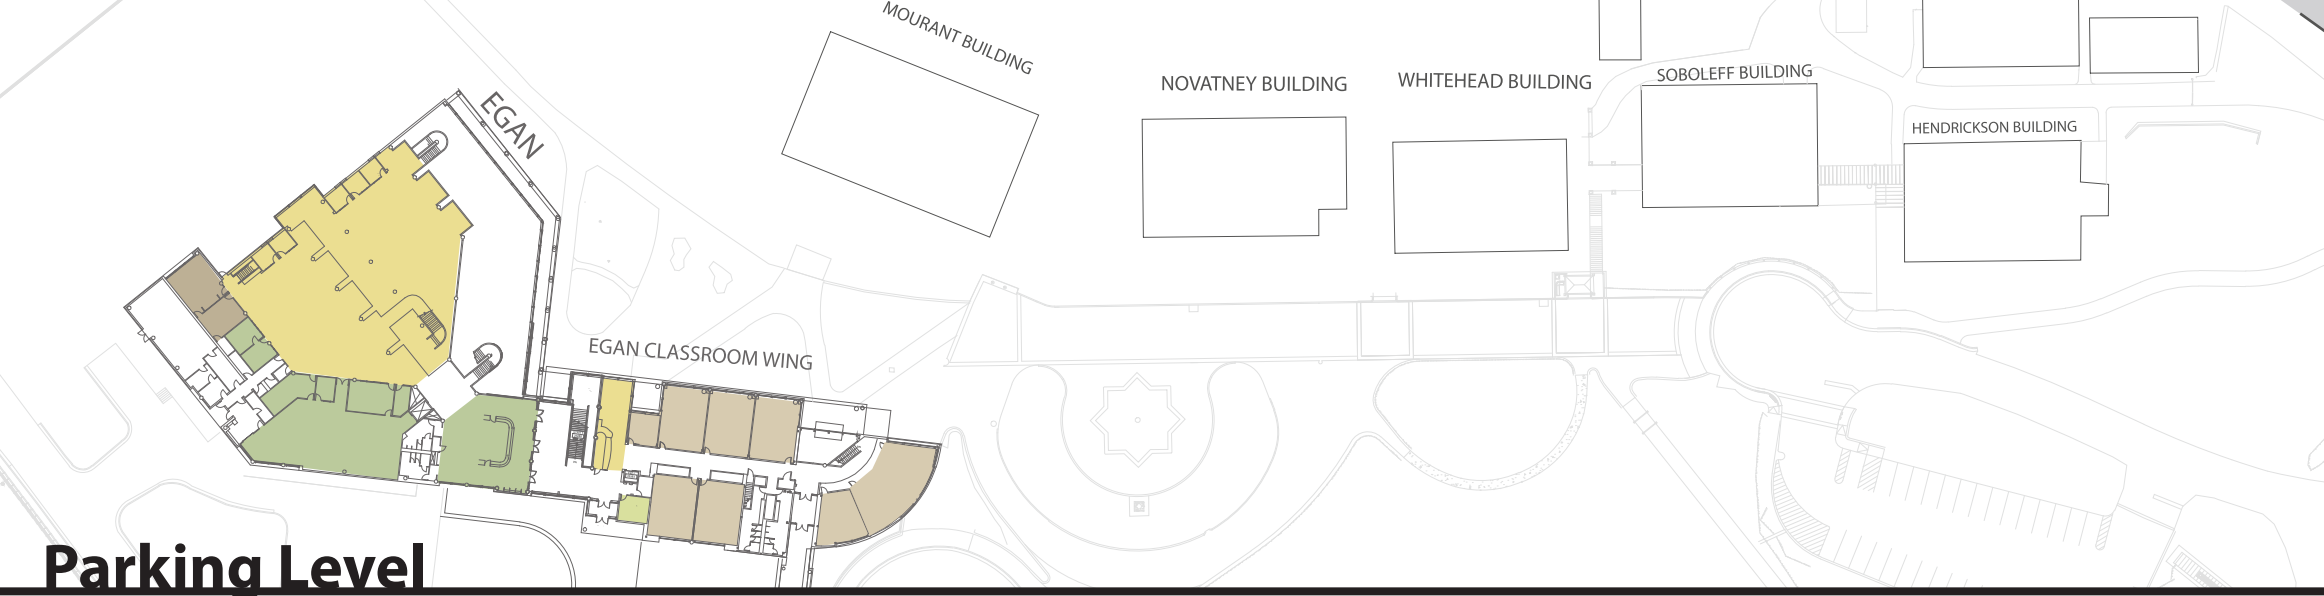 MOURANT BUILDING
NOVATNEY BUILDING
WHITEHEAD BUILDING
SOBOLEFF BUILDING
HENDRICKSON BUILDING
EGAN
EGAN CLASSROOM WING
Parking Level